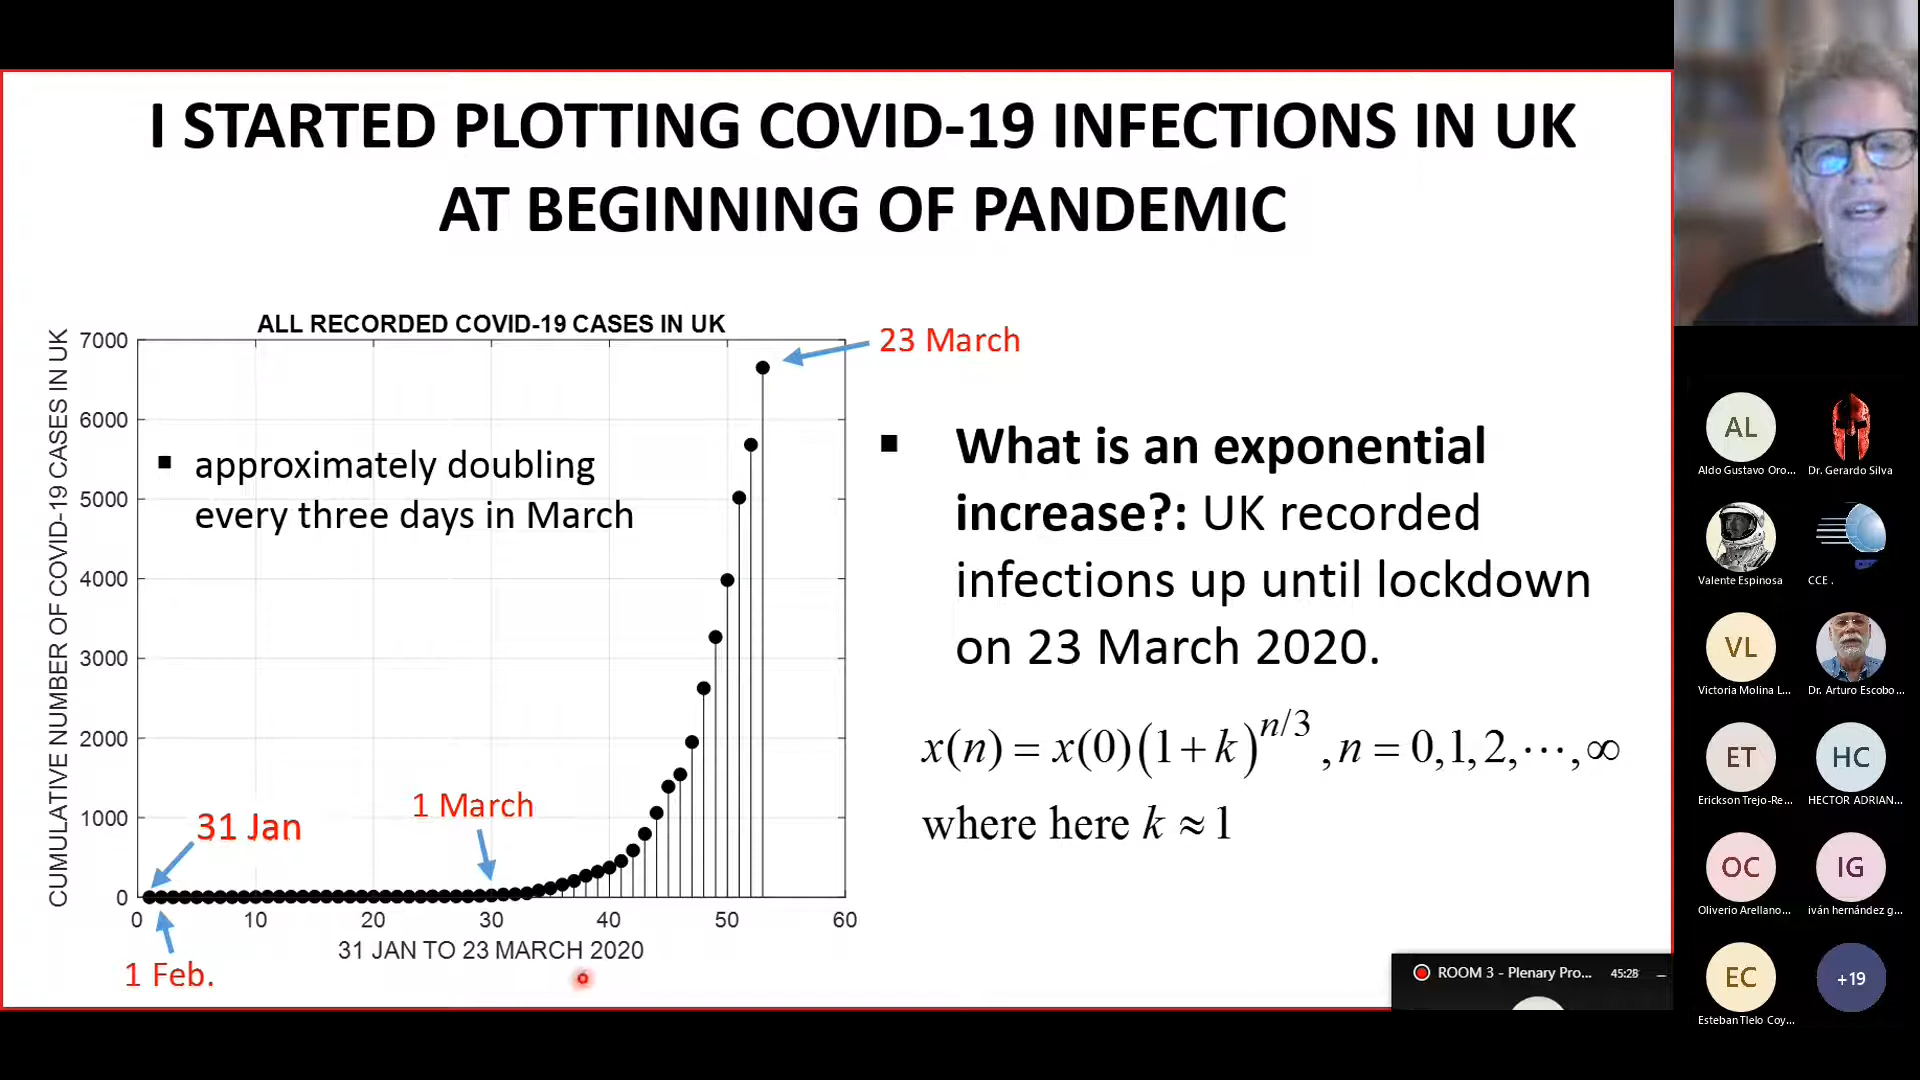 I STARTED PLOTTING COVID-19 INFECTIONS IN UK
AT BEGINNING OF PANDEMIC
ALL RECORDED COVID-19 CASES IN UK
CUMULATIVE NUMBER OF COVID-19 CASES IN UK
7000
6000
5000
4000
3000
2000
1000
0
▪ approximately doubling
every three days in March
23 March
31 Jan
1 March
1 Feb.
0 10 20 30 40 50 60
31 JAN TO 23 MARCH 2020
▪ What is an exponential
increase?: UK recorded
infections up until lockdown
on 23 March 2020.
x(n) = x(0)(1+k)^{n/3}, n = 0,1,2,⋯,∞
where here k ≈ 1
ROOM 3 - Plenary Pro... 45:28
AL
Aldo Gustavo Oro...
Dr. Gerardo Silva
Valente Espinosa
CCE .
VL
Victoria Molina L...
Dr. Arturo Escobo...
ET
Erickson Trejo-Re...
HC
HECTOR ADRIAN...
OC
Oliverio Arellano...
IG
iván hernández g...
EC
Esteban Tlelo Coy...
+19